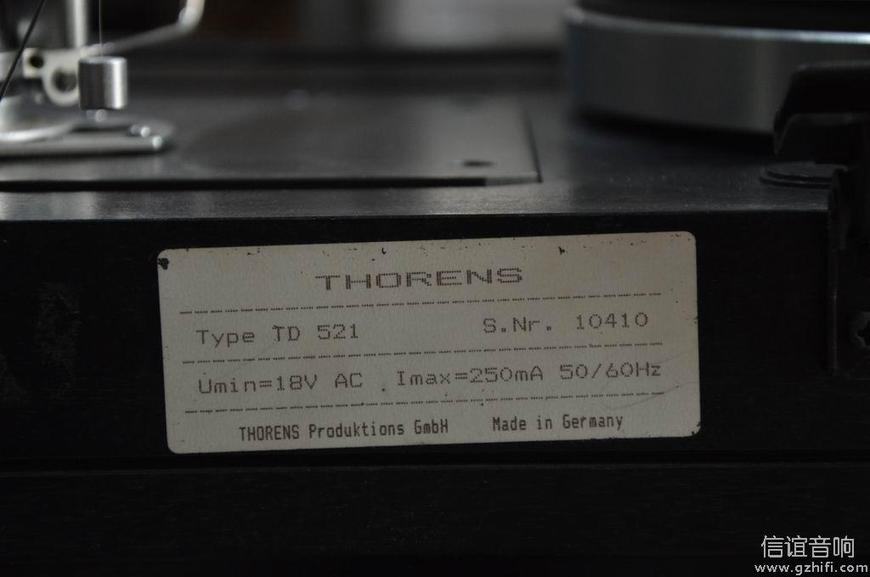 THORENS
Type TD 521 S.Nr. 10410
Umin=18V AC . Imax=250mA 50/60Hz
THORENS Produktions GmbH Made in Germany
信谊音响
www.gzhifi.com